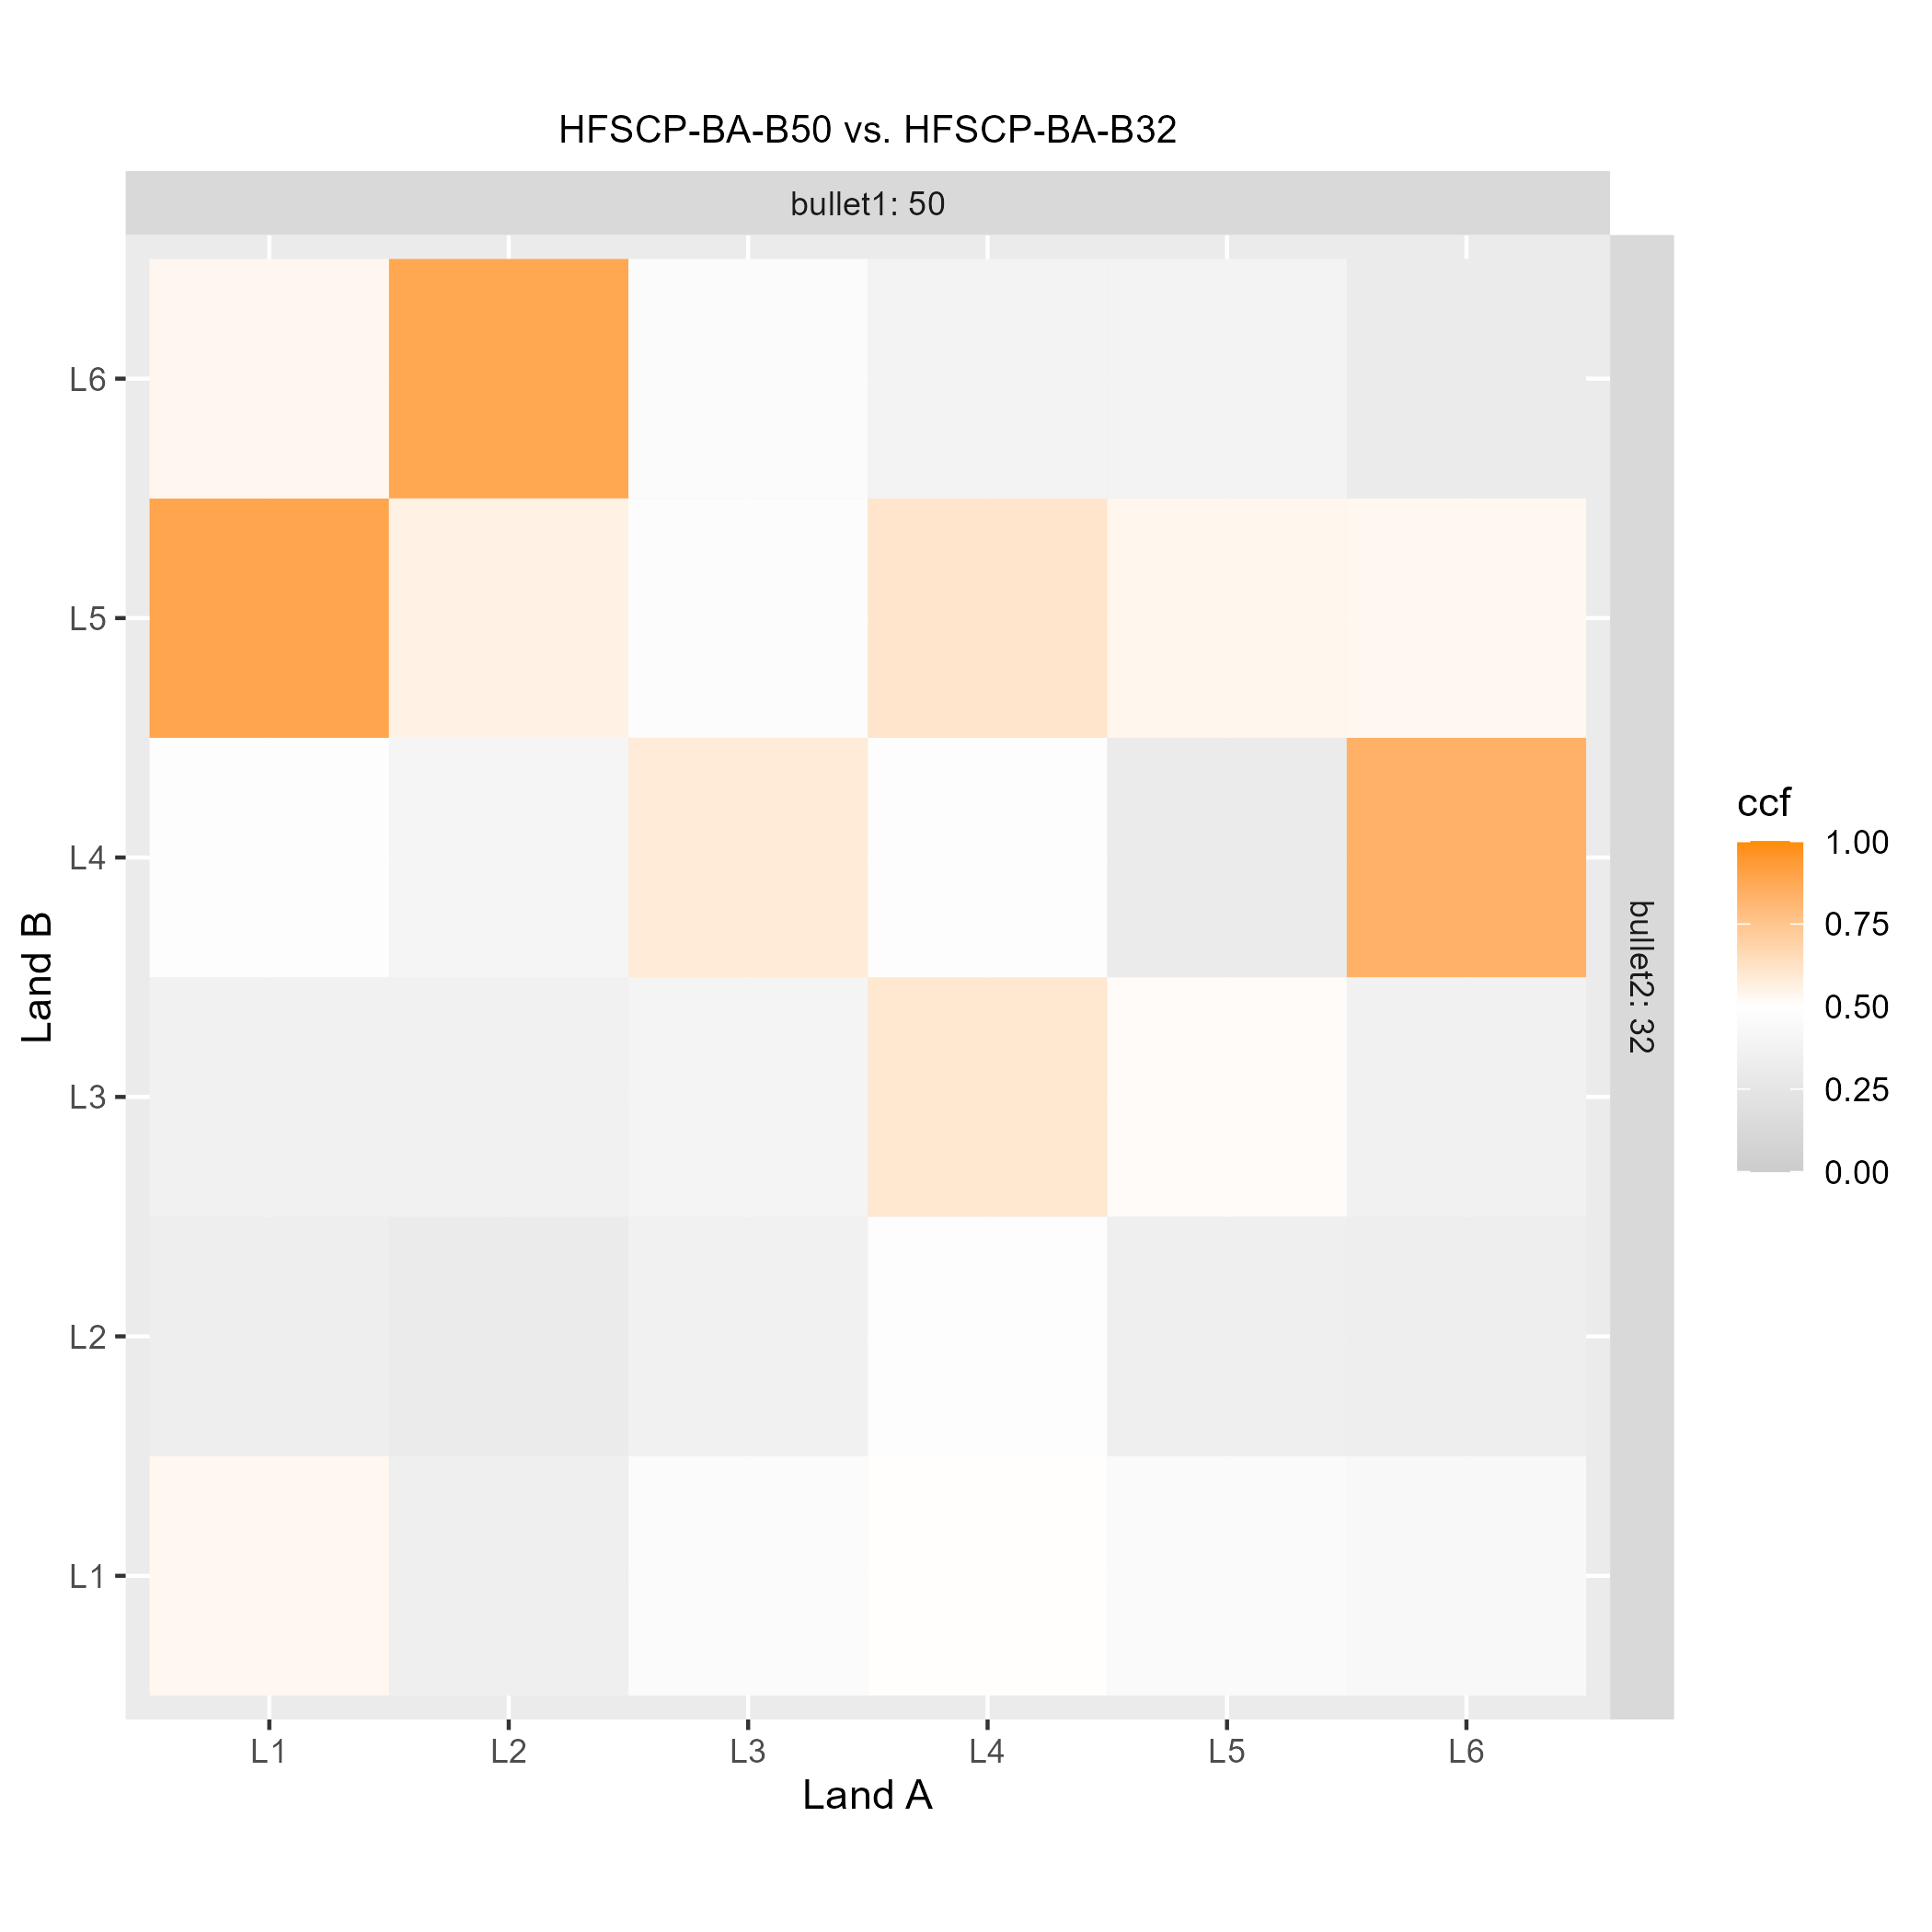 HFSCP-BA-B50 vs. HFSCP-BA-B32
bullet1: 50
L6
L5
L4
L3
L2
L1
Land B
L1 L2 L3 L4 L5 L6
Land A
bullet2: 32
ccf
1.00
0.75
0.50
0.25
0.00